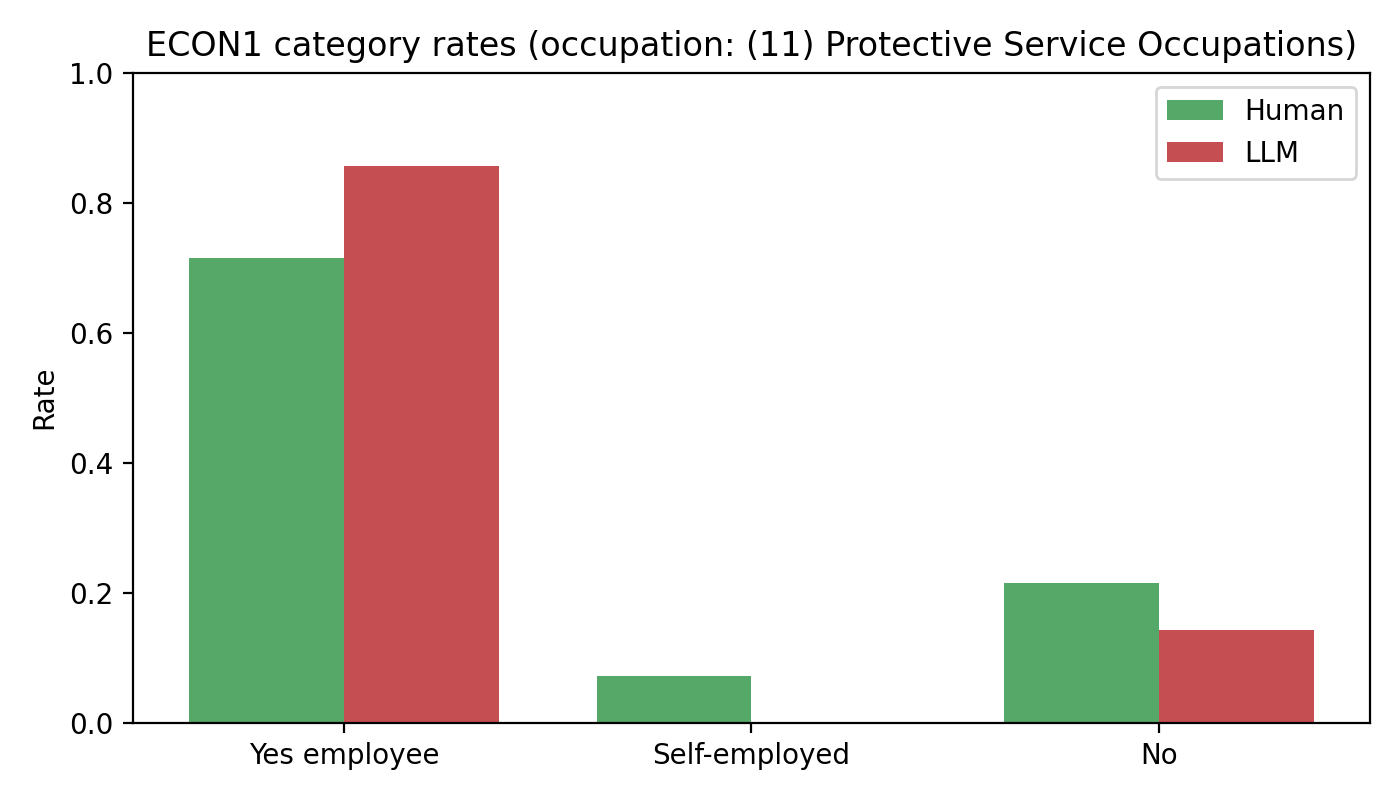 ECON1 category rates (occupation: (11) Protective Service Occupations)
Human
LLM
Rate
1.0
0.8
0.6
0.4
0.2
0.0
Yes employee
Self-employed
No